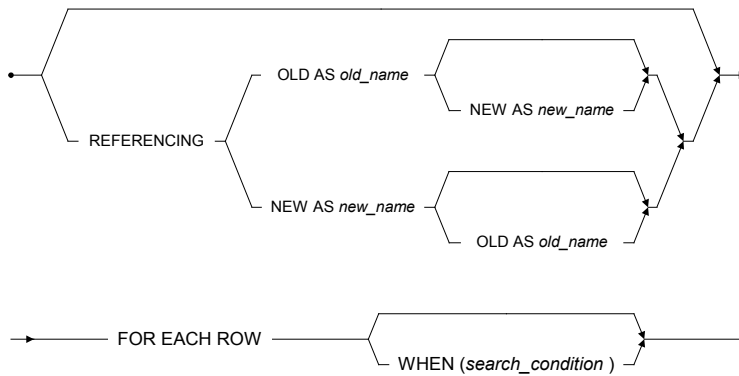 OLD AS old_name
NEW AS new_name
REFERENCING
NEW AS new_name
OLD AS old_name
FOR EACH ROW
WHEN (search_condition )